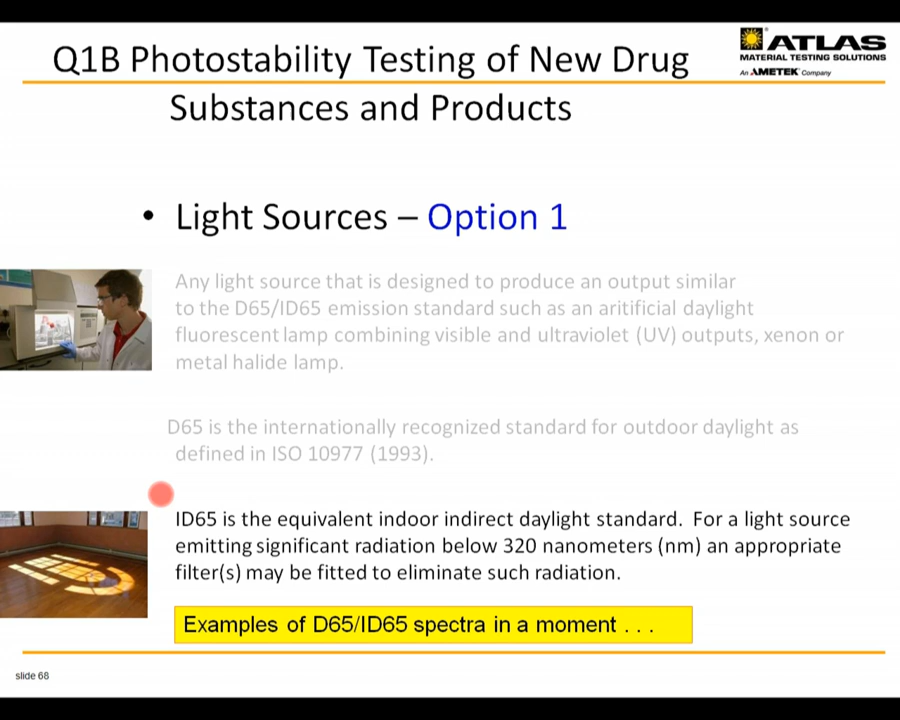 Q1B Photostability Testing of New Drug
Substances and Products
ATLAS
MATERIAL TESTING SOLUTIONS
An AMETEK Company
• Light Sources – Option 1
Any light source that is designed to produce an output similar
to the D65/ID65 emission standard such as an aritificial daylight
fluorescent lamp combining visible and ultraviolet (UV) outputs, xenon or
metal halide lamp.
D65 is the internationally recognized standard for outdoor daylight as
defined in ISO 10977 (1993).
ID65 is the equivalent indoor indirect daylight standard. For a light source
emitting significant radiation below 320 nanometers (nm) an appropriate
filter(s) may be fitted to eliminate such radiation.
Examples of D65/ID65 spectra in a moment . . .
slide 68